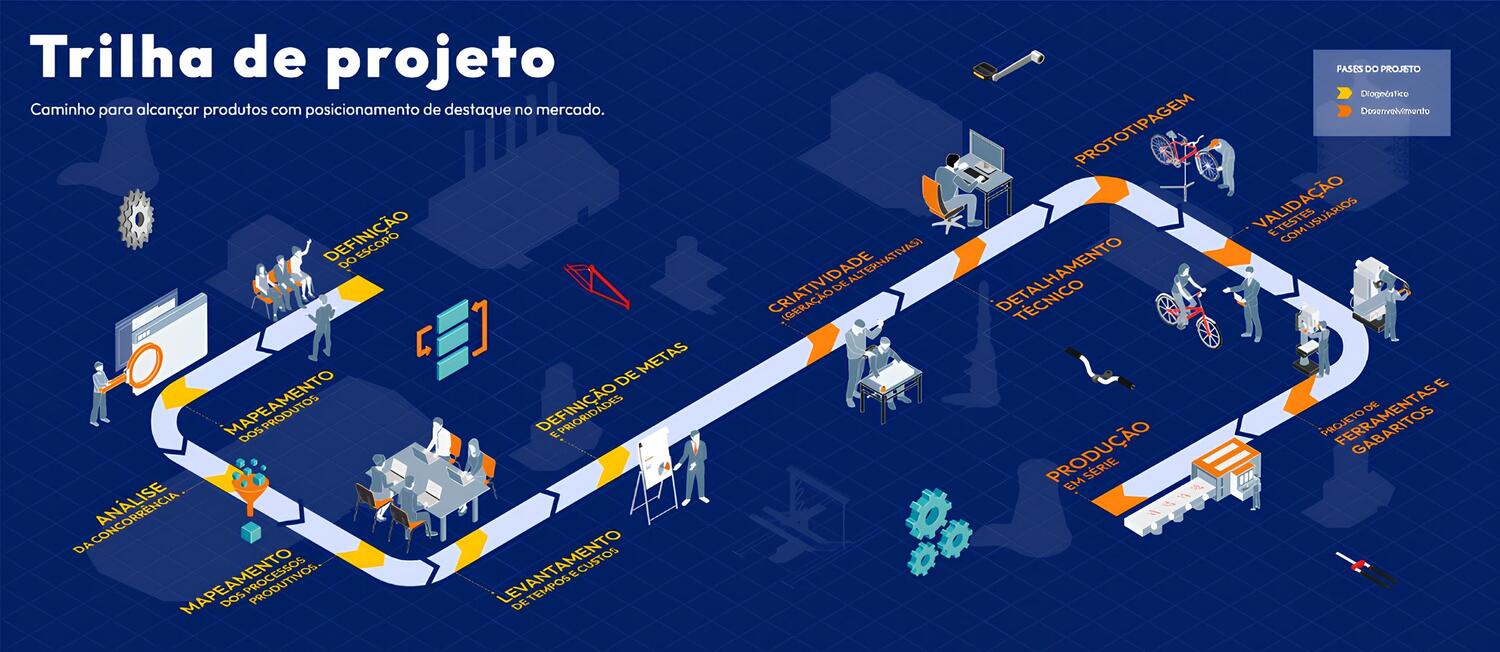 Trilha de projeto
Caminho para alcançar produtos com posicionamento de destaque no mercado.
FASES DO PROJETO
Diagnóstico
Desenvolvimento
DEFINIÇÃO
DO ESCOPO
MAPEAMENTO
DOS PRODUTOS
ANÁLISE
DA CONCORRÊNCIA
MAPEAMENTO
DOS PROCESSOS
PRODUTIVOS
LEVANTAMENTO
DE TEMPOS E CUSTOS
DEFINIÇÃO DE METAS
E PRIORIDADES
CRIATIVIDADE
(GERAÇÃO DE ALTERNATIVAS)
DETALHAMENTO
TÉCNICO
PROTOTIPAGEM
VALIDAÇÃO
E TESTES
COM USUÁRIOS
PROJETO DE
FERRAMENTAS E
GABARITOS
PRODUÇÃO
EM SÉRIE